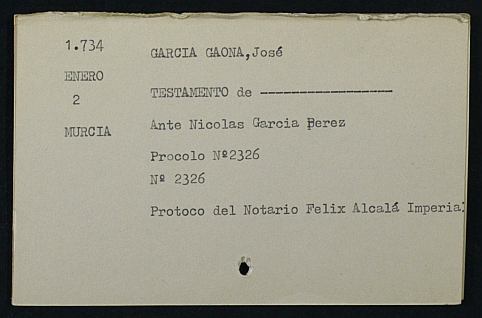 1.734
GARCIA GAONA, José
ENERO
2
TESTAMENTO de -----------------
MURCIA
Ante Nicolas Garcia Perez
Procolo Nº2326
Nº 2326
Protoco del Notario Felix Alcalá Imperial